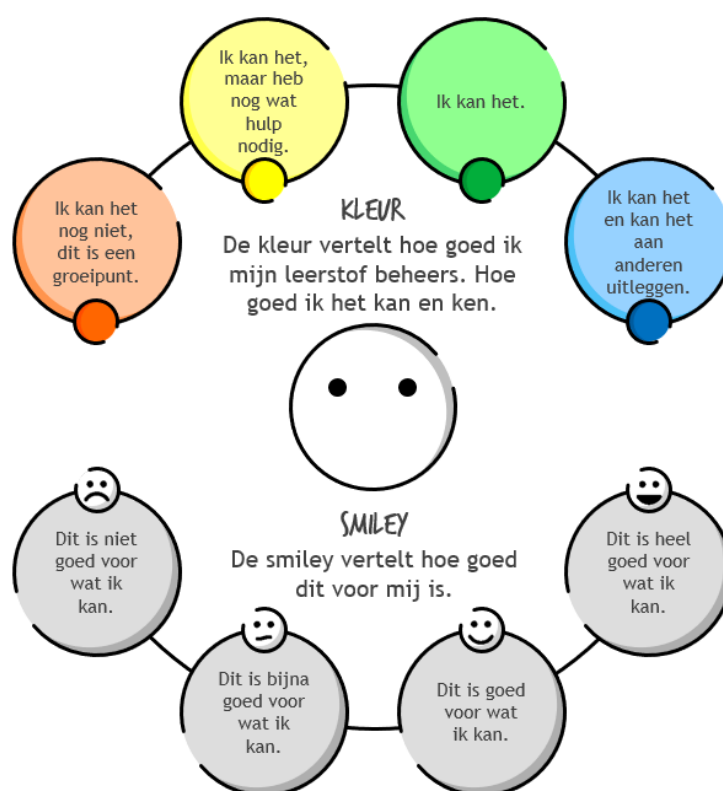 Ik kan het,
maar heb
nog wat
hulp
nodig.
Ik kan het.
Ik kan het
nog niet,
dit is een
groeipunt.
Ik kan het
en kan het
aan
anderen
uitleggen.
KLEUR
De kleur vertelt hoe goed ik
mijn leerstof beheers. Hoe
goed ik het kan en ken.
Dit is niet
goed voor
wat ik
kan.
SMILEY
De smiley vertelt hoe goed
dit voor mij is.
Dit is heel
goed voor
wat ik
kan.
Dit is bijna
goed voor
wat ik
kan.
Dit is goed
voor wat
ik kan.